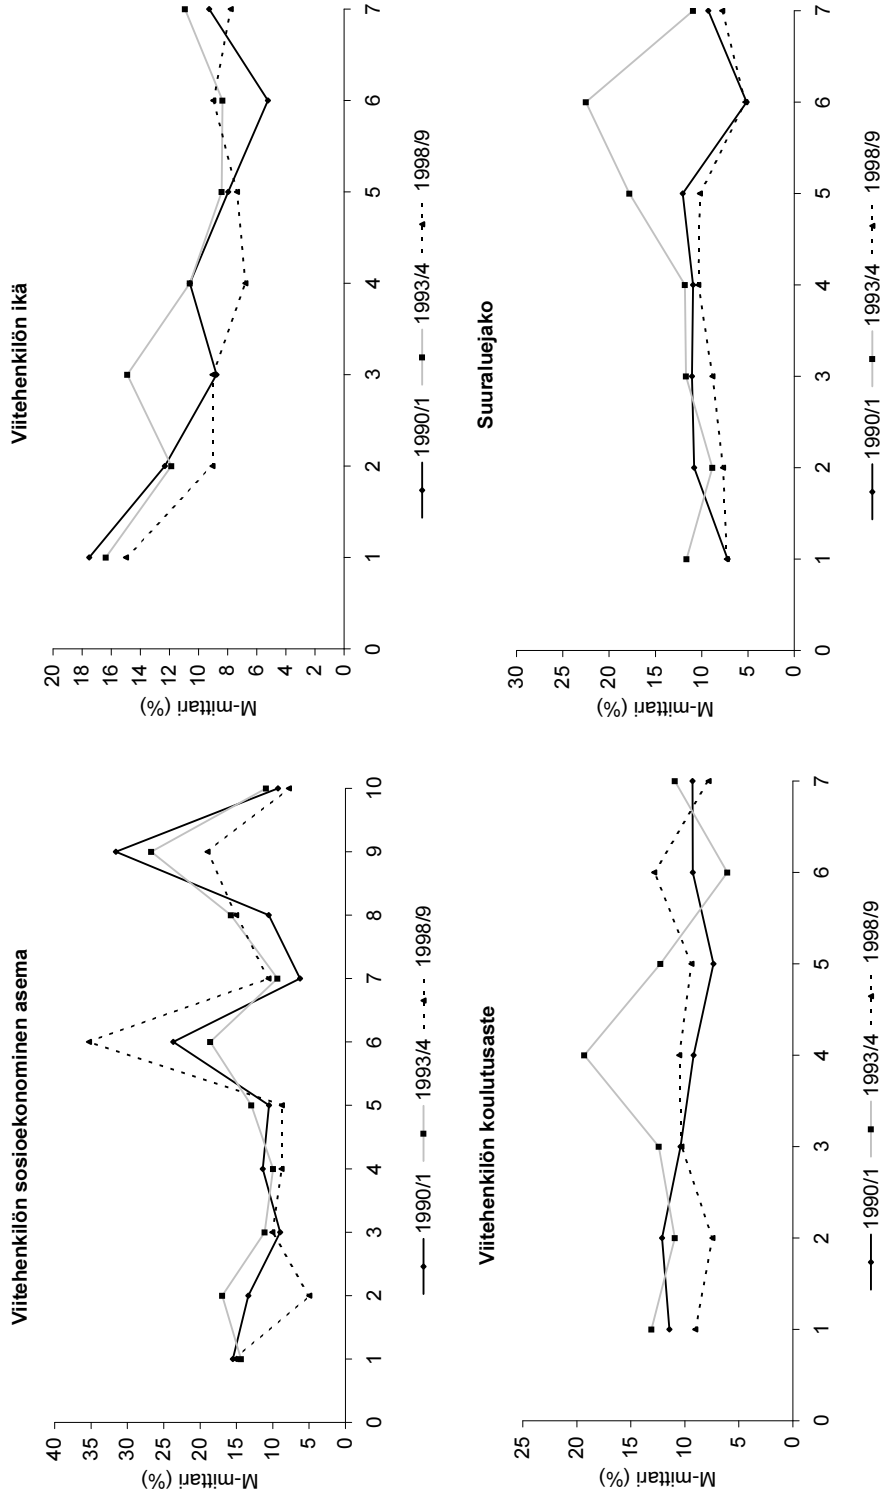 Viitehenkilön sosioekonominen asema
M-mittari (%)
40
35
30
25
20
15
10
5
0
0 1 2 3 4 5 6 7 8 9 10
1990/1 1993/4 1998/9
Viitehenkilön ikä
M-mittari (%)
20
18
16
14
12
10
8
6
4
2
0
0 1 2 3 4 5 6 7
1990/1 1993/4 1998/9
Viitehenkilön koulutusaste
M-mittari (%)
25
20
15
10
5
0
0 1 2 3 4 5 6 7
1990/1 1993/4 1998/9
Suuraluejako
M-mittari (%)
30
25
20
15
10
5
0
0 1 2 3 4 5 6 7
1990/1 1993/4 1998/9